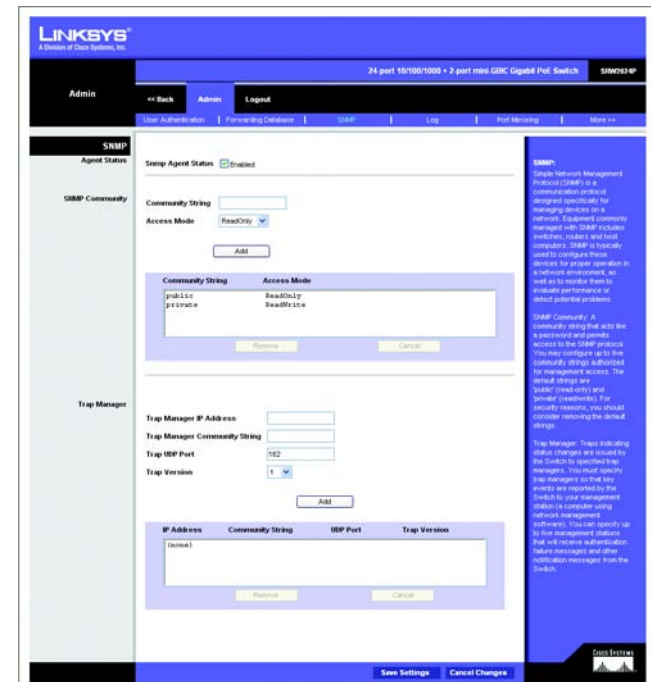 LINKSYS®
A Division of Cisco Systems, Inc.
24-port 10/100/1000 + 2-port mini-GBIC Gigabit PoE Switch SRW2024P
Admin
<< Back Admin Logout
User Authentication | Forwarding Database | SNMP | Log | Port Mirroring | More >>
SNMP
Agent Status
Snmp Agent Status Enabled
SNMP Community
Community String
Access Mode ReadOnly
Add
Community String Access Mode
public ReadOnly
private ReadWrite
Remove Cancel
Trap Manager
Trap Manager IP Address
Trap Manager Community String
Trap UDP Port 162
Trap Version 1
Add
IP Address Community String UDP Port Trap Version
(none)
Remove Cancel
SNMP:
Simple Network Management
Protocol (SNMP) is a
communication protocol
designed specifically for
managing devices on a
network. Equipment commonly
managed with SNMP includes
switches, routers and host
computers. SNMP is typically
used to configure these
devices for proper operation in
a network environment, as
well as to monitor them to
evaluate performance or
detect potential problems.
SNMP Community: A
community string that acts like
a password and permits
access to the SNMP protocol.
You may configure up to five
community strings authorized
for management access. The
default strings are
'public' (read-only) and
'private' (read/write). For
security reasons, you should
consider removing the default
strings.
Trap Manager: Traps indicating
status changes are issued by
the Switch to specified trap
managers. You must specify
trap managers so that key
events are reported by the
Switch to your management
station (a computer using
network management
software). You can specify up
to five management stations
that will receive authentication
failure messages and other
notification messages from the
Switch.
Save Settings Cancel Changes
CISCO SYSTEMS